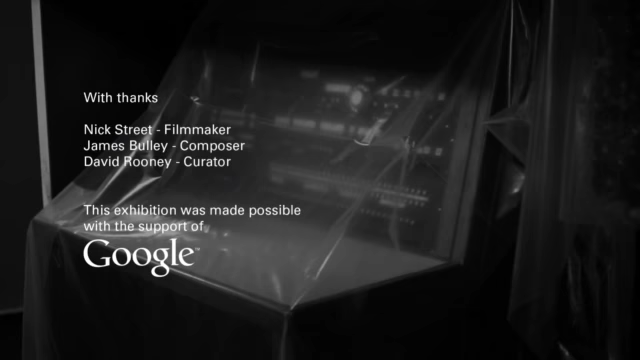 With thanks
Nick Street - Filmmaker
James Bulley - Composer
David Rooney - Curator
This exhibition was made possible
with the support of
Google™